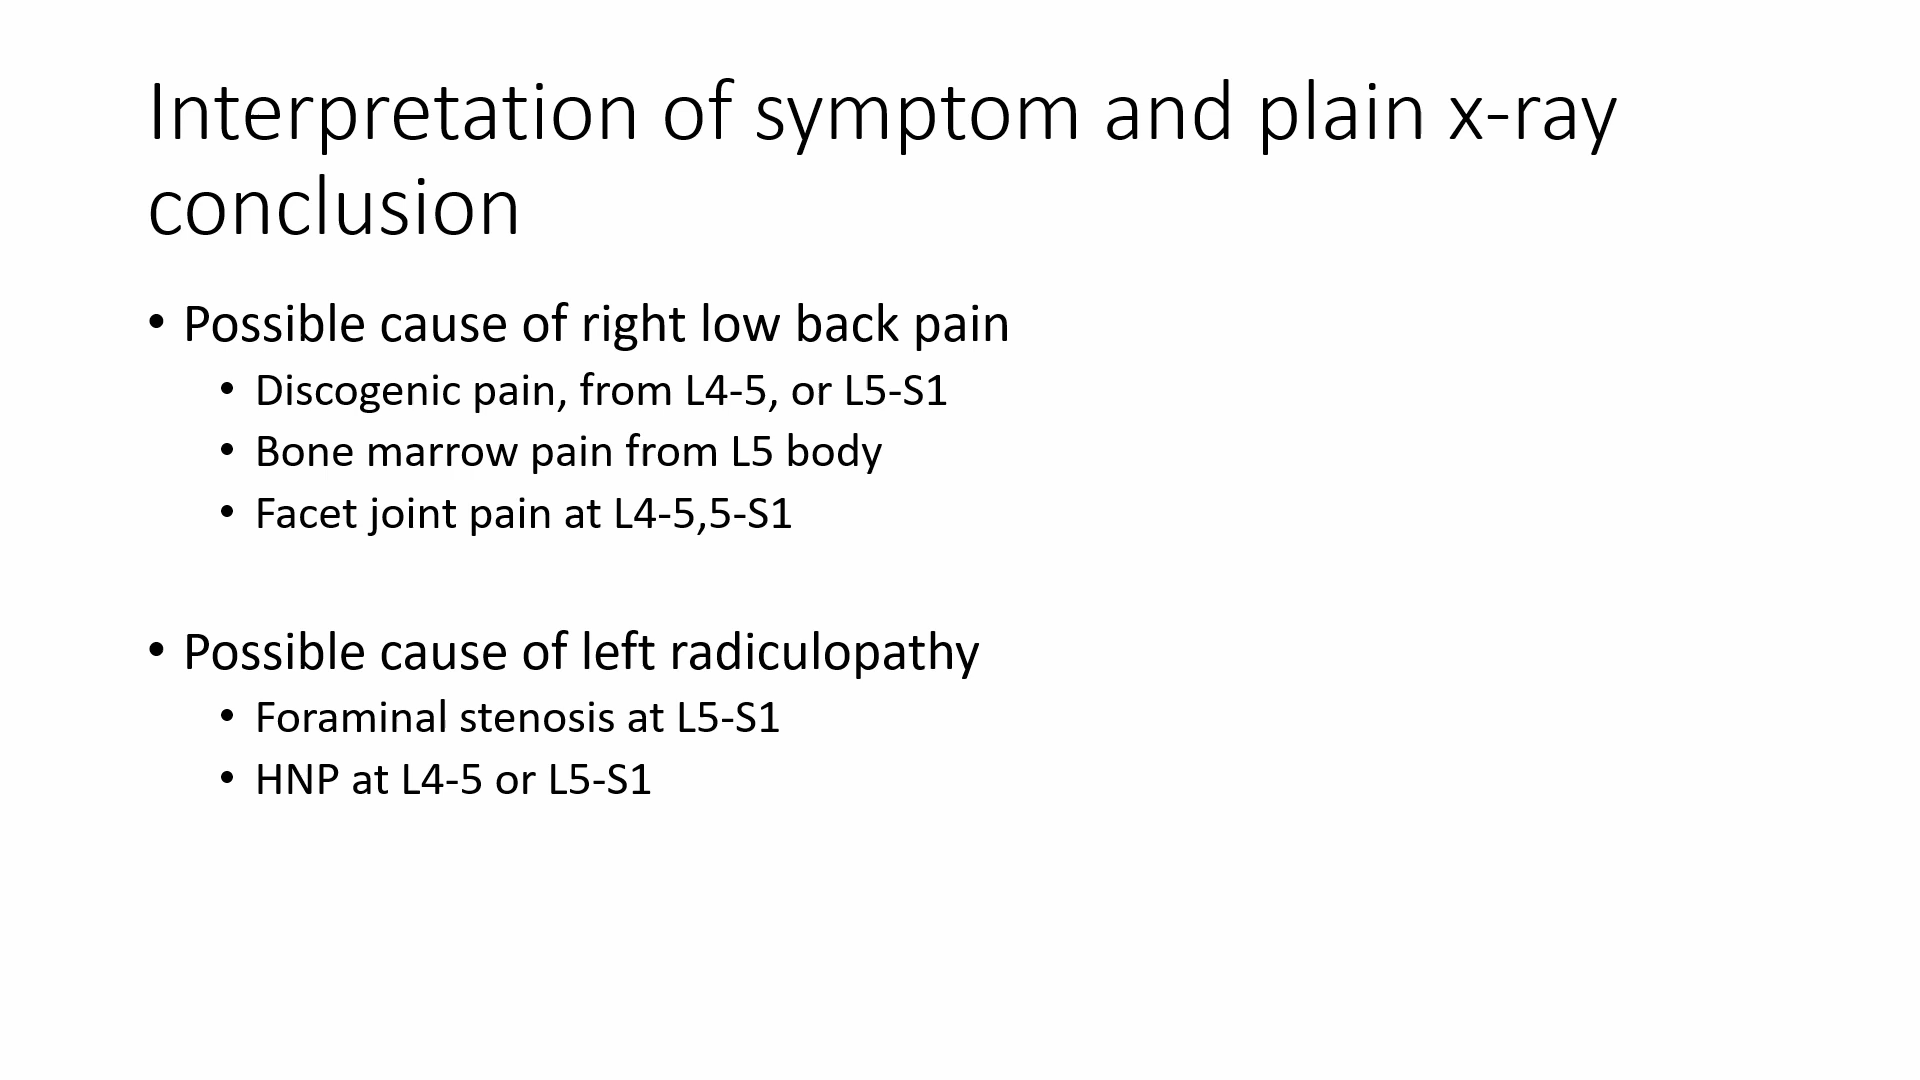 Interpretation of symptom and plain x-ray
conclusion
• Possible cause of right low back pain
• Discogenic pain, from L4-5, or L5-S1
• Bone marrow pain from L5 body
• Facet joint pain at L4-5,5-S1
• Possible cause of left radiculopathy
• Foraminal stenosis at L5-S1
• HNP at L4-5 or L5-S1